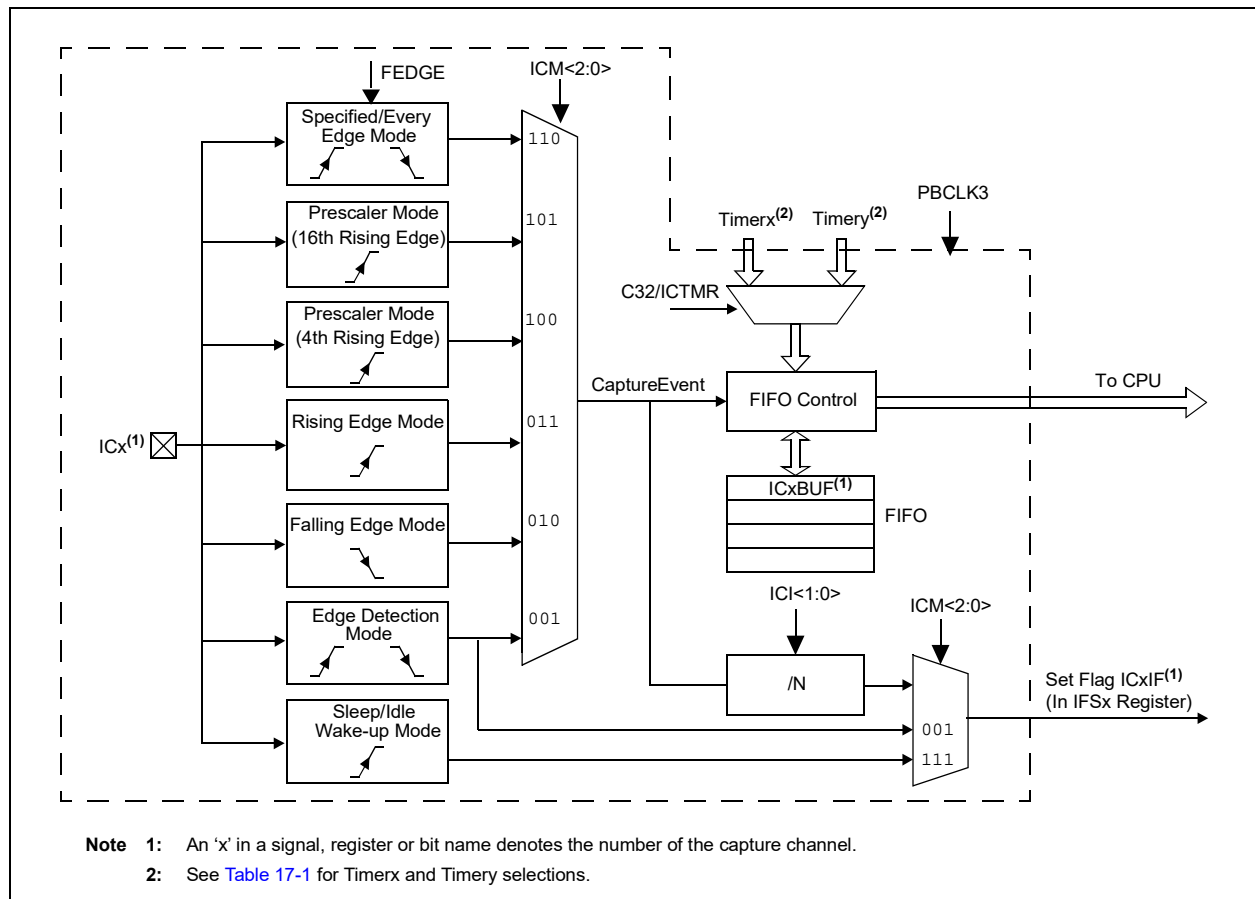 FEDGE
ICM<2:0>
Specified/Every
Edge Mode
110
Prescaler Mode
(16th Rising Edge)
101
Prescaler Mode
(4th Rising Edge)
100
Rising Edge Mode
011
ICx(1)
Falling Edge Mode
010
Edge Detection
Mode
001
Sleep/Idle
Wake-up Mode
PBCLK3
Timerx(2)
Timery(2)
C32/ICTMR
CaptureEvent
FIFO Control
To CPU
ICxBUF(1)
FIFO
ICI<1:0>
ICM<2:0>
/N
001
111
Set Flag ICxIF(1)
(In IFSx Register)
Note 1: An ‘x’ in a signal, register or bit name denotes the number of the capture channel.
2: See Table 17-1 for Timerx and Timery selections.